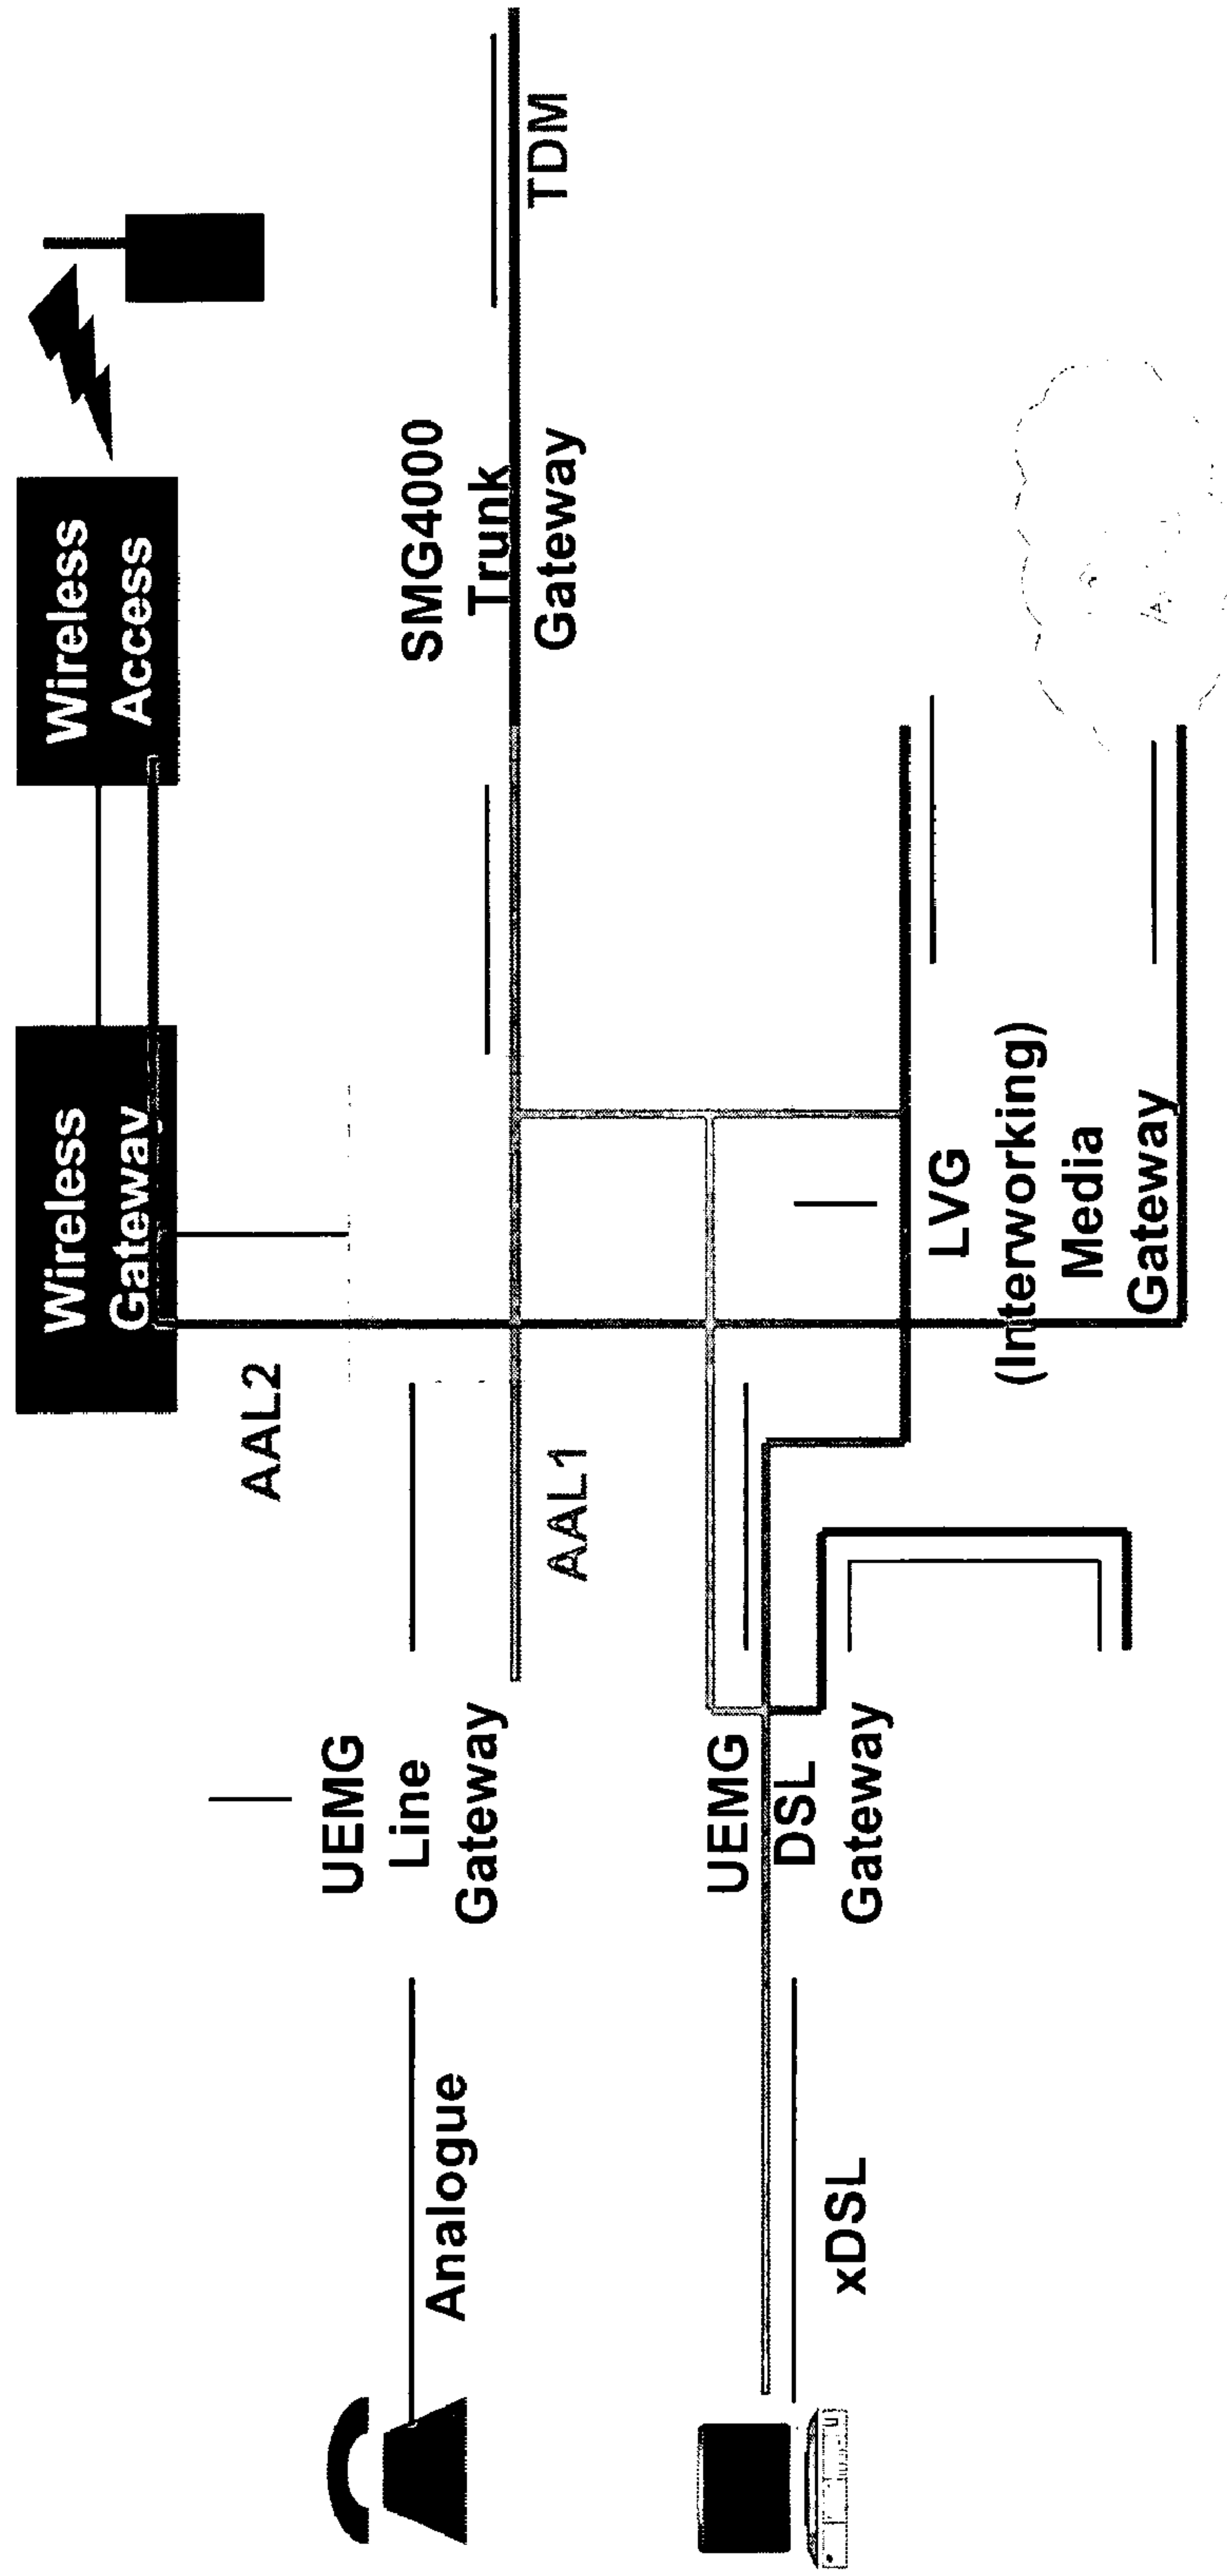 Wireless
Gateway
Wireless
Access
AAL2
SMG4000
Trunk
Gateway
TDM
UEMG
Line
Gateway
AAL1
Analogue
UEMG
DSL
Gateway
xDSL
LVG
(Interworking)
Media
Gateway